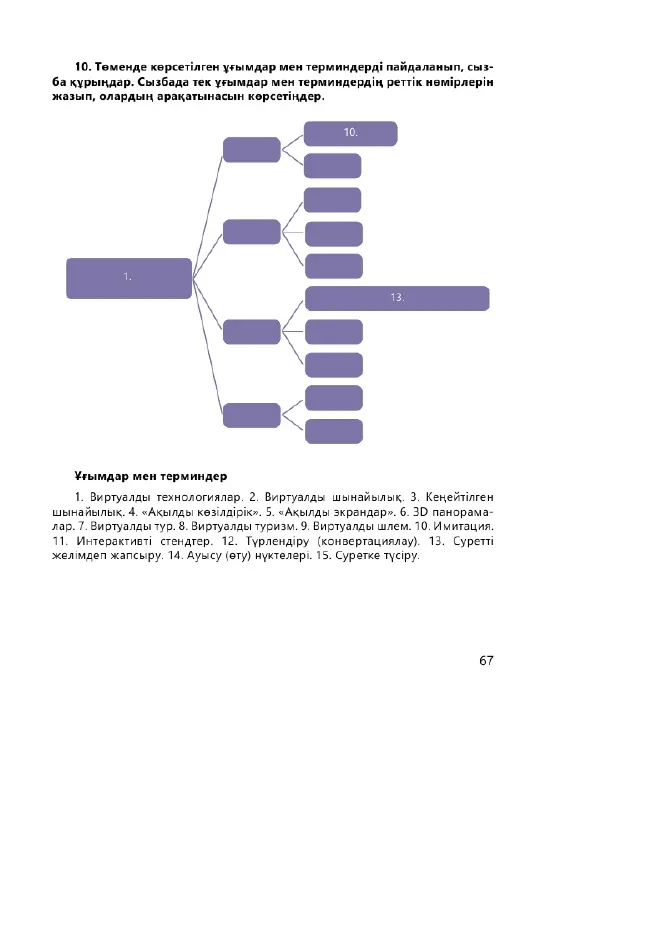 10. Төменде көрсетілген ұғымдар мен терминдерді пайдаланып, сыз-
ба құрыңдар. Сызбада тек ұғымдар мен терминдердің реттік нөмірлерін
жазып, олардың арақатынасын көрсетіңдер.
10.
1.
13.
Ұғымдар мен терминдер
1. Виртуалды технологиялар. 2. Виртуалды шынайылық. 3. Кеңейтілген
шынайылық. 4. «Ақылды көзілдірік». 5. «Ақылды экрандар». 6. 3D панорама-
лар. 7. Виртуалды тур. 8. Виртуалды туризм. 9. Виртуалды шлем. 10. Имитация.
11. Интерактивті стендтер. 12. Түрлендіру (конвертациялау). 13. Суретті
желімдеп жапсыру. 14. Ауысу (өту) нүктелері. 15. Суретке түсіру.
67